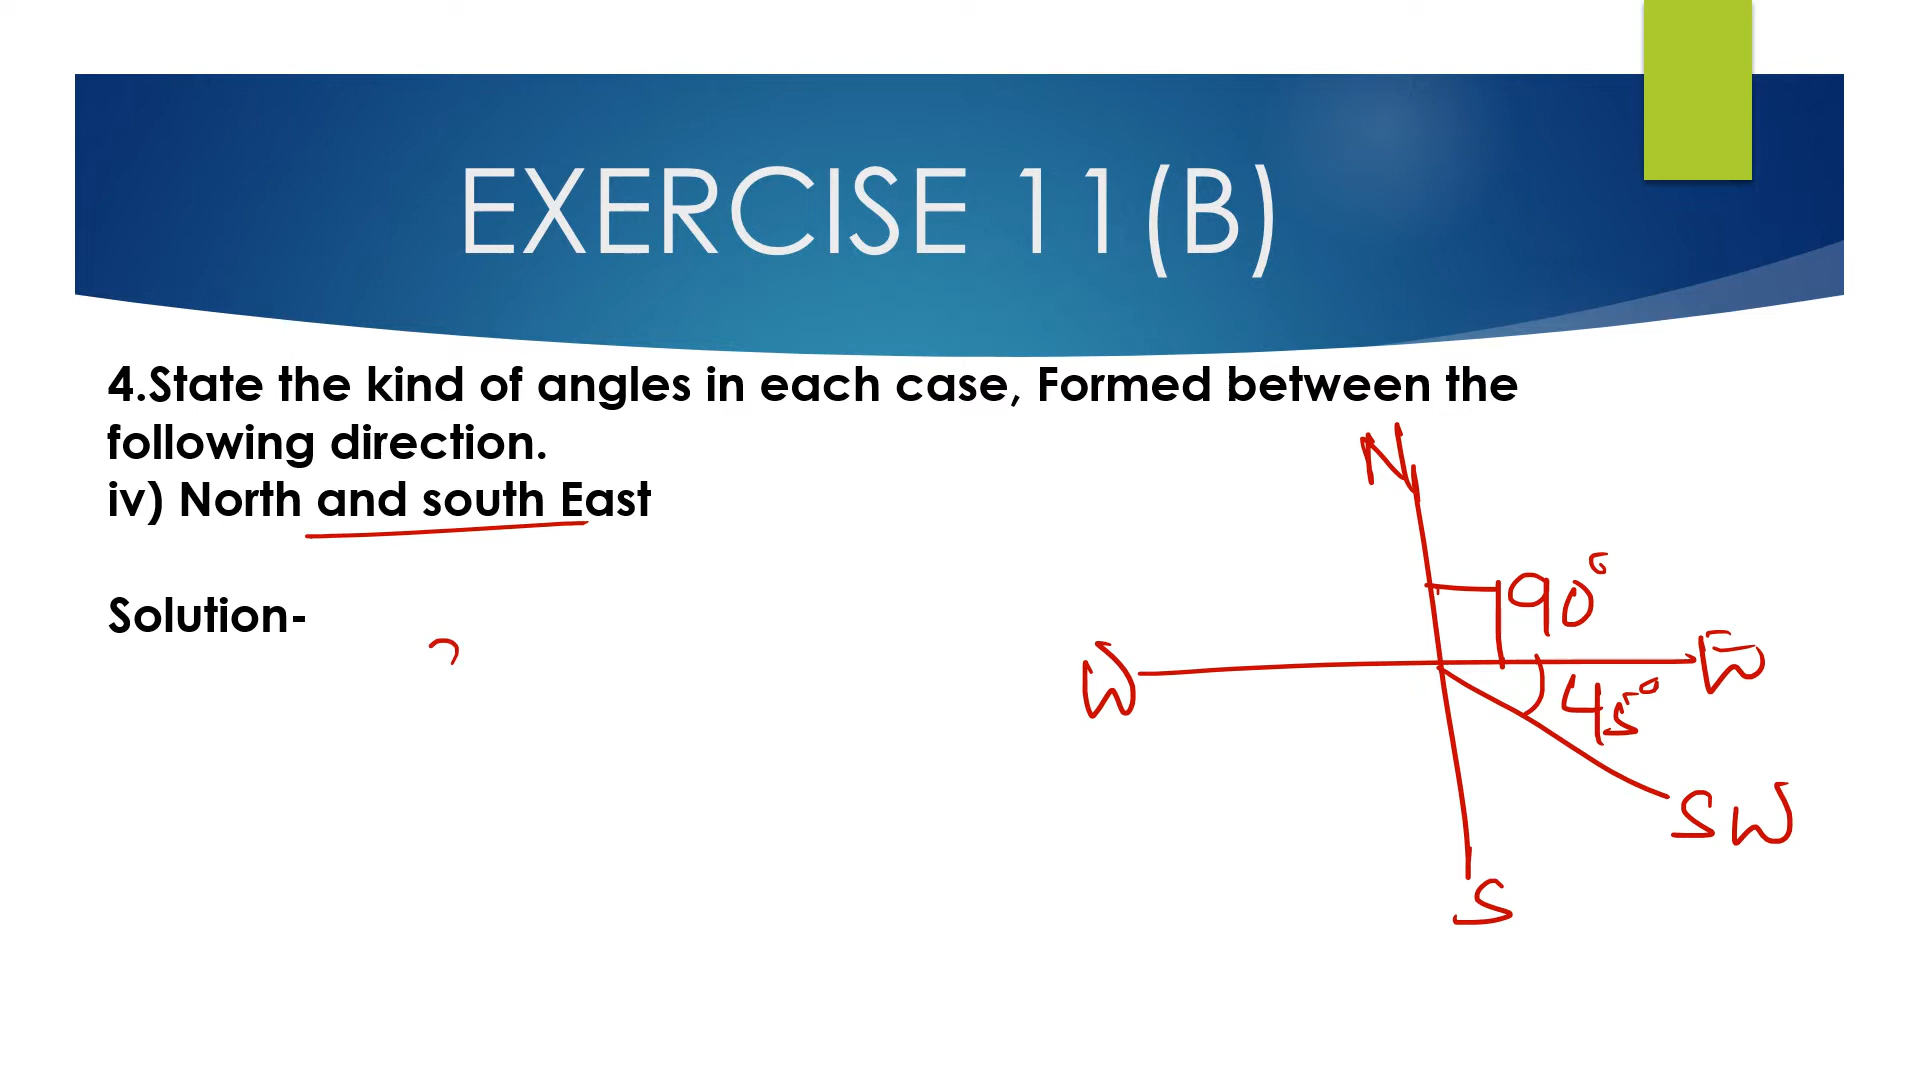 EXERCISE 11(B)
4.State the kind of angles in each case, Formed between the
following direction.
iv) North and south East
Solution-
N
90°
W
45°
SW
S